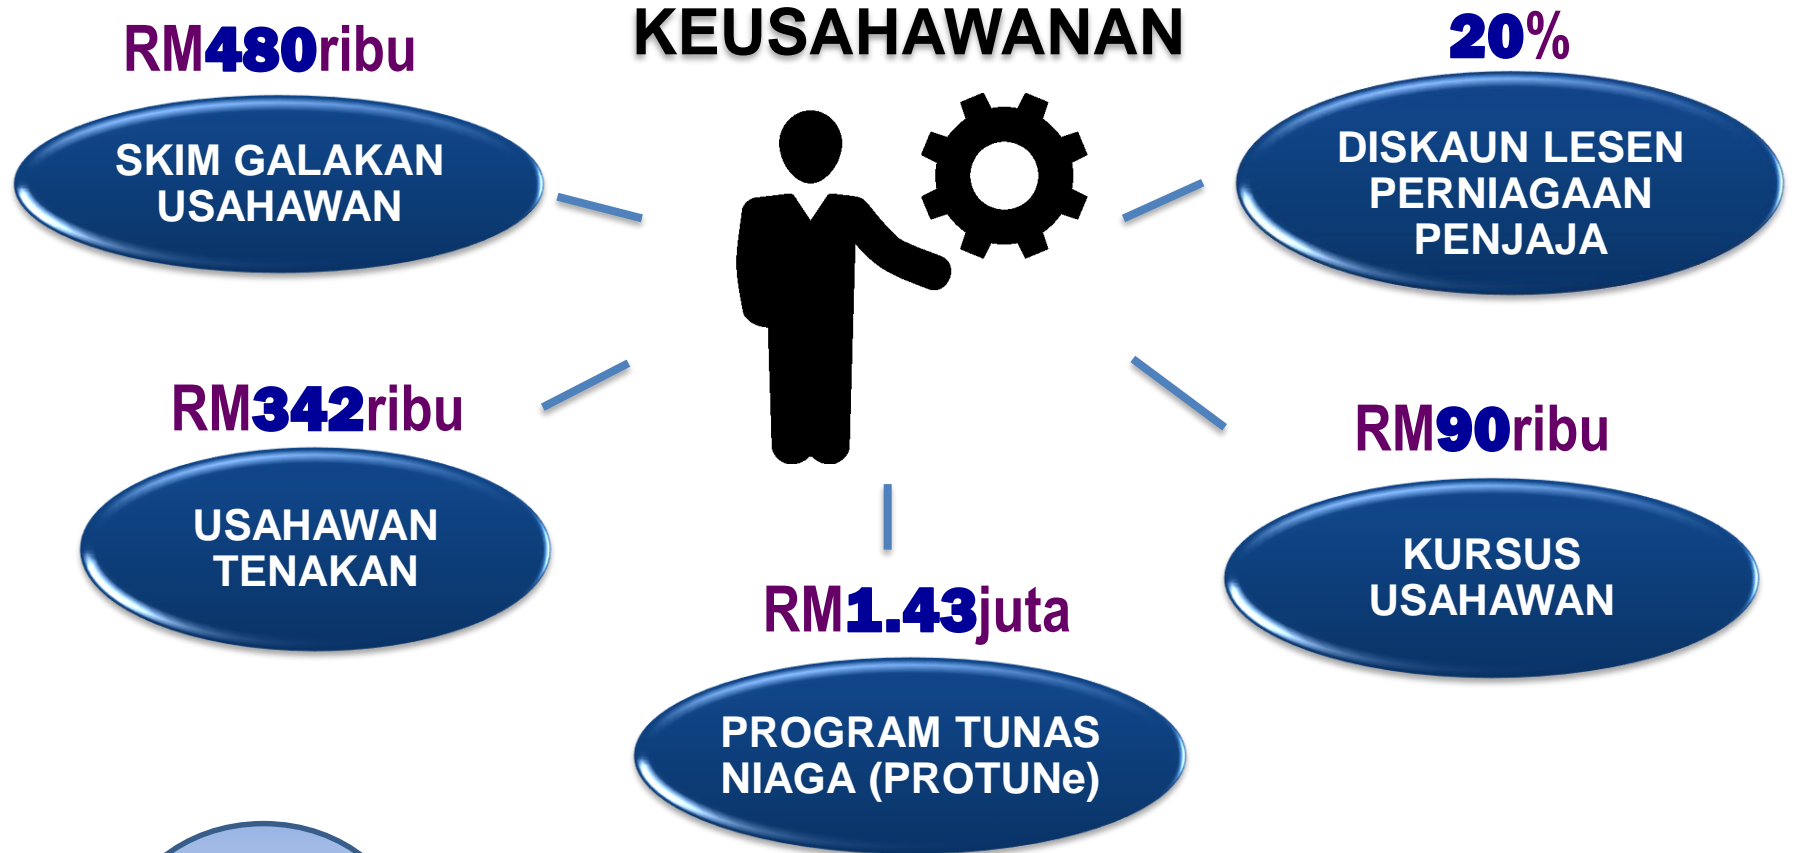 KEUSAHAWANAN
RM480ribu
SKIM GALAKAN
USAHAWAN
20%
DISKAUN LESEN
PERNIAGAAN
PENJAJA
RM342ribu
USAHAWAN
TENAKAN
RM90ribu
KURSUS
USAHAWAN
RM1.43juta
PROGRAM TUNAS
NIAGA (PROTUNe)